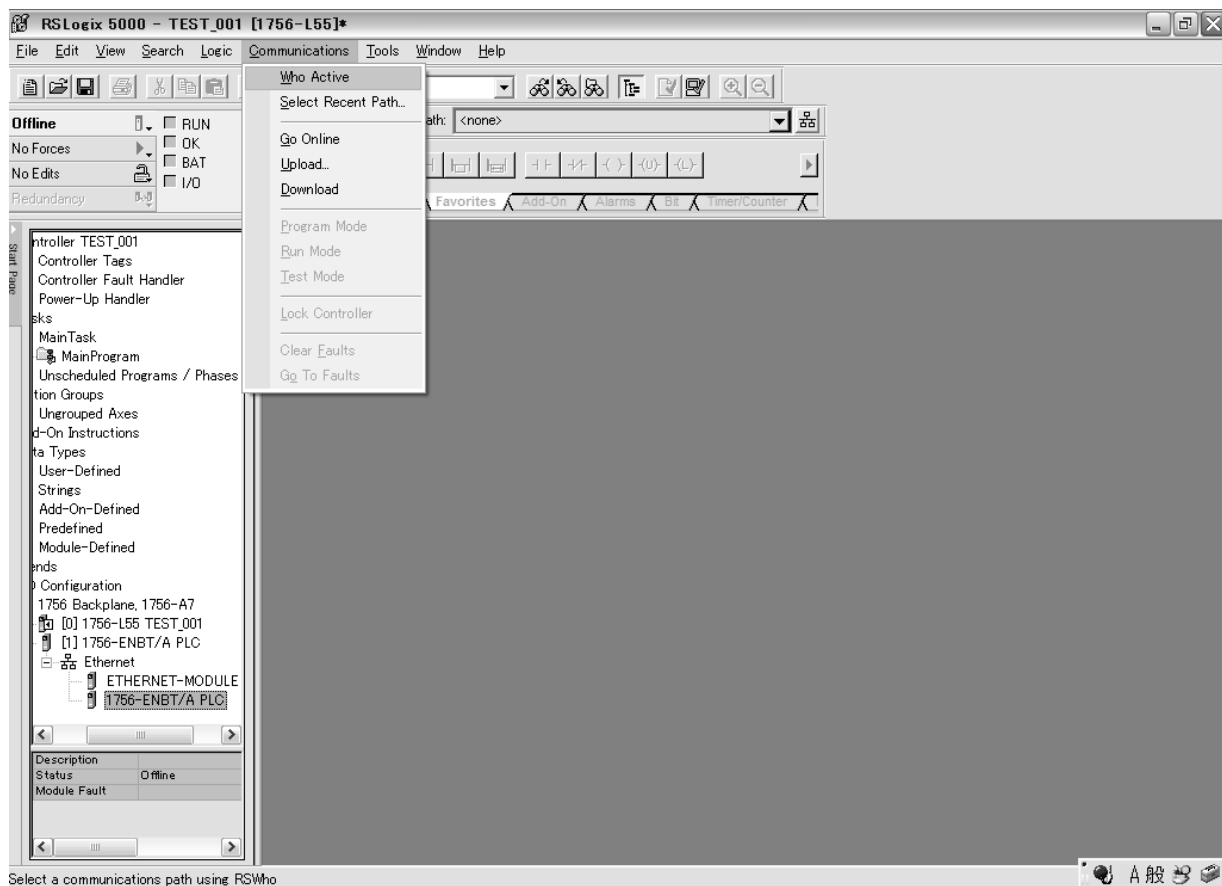 RSLogix 5000 - TEST_001 [1756-L55]*
File Edit View Search Logic Communications Tools Window Help
Who Active
Select Recent Path...
Go Online
Upload...
Download
Program Mode
Run Mode
Test Mode
Lock Controller
Clear Faults
Go To Faults
Offline
RUN
No Forces
OK
No Edits
BAT
I/O
Redundancy
ath: <none>
Favorites Add-On Alarms Bit Timer/Counter
Start Page
ntroller TEST_001
Controller Tags
Controller Fault Handler
Power-Up Handler
sks
MainTask
MainProgram
Unscheduled Programs / Phases
tion Groups
Ungrouped Axes
d-On Instructions
ta Types
User-Defined
Strings
Add-On-Defined
Predefined
Module-Defined
ends
Configuration
1756 Backplane, 1756-A7
[0] 1756-L55 TEST_001
[1] 1756-ENBT/A PLC
Ethernet
ETHERNET-MODULE
1756-ENBT/A PLC
Description
Status Offline
Module Fault
Select a communications path using RSWho
A 般